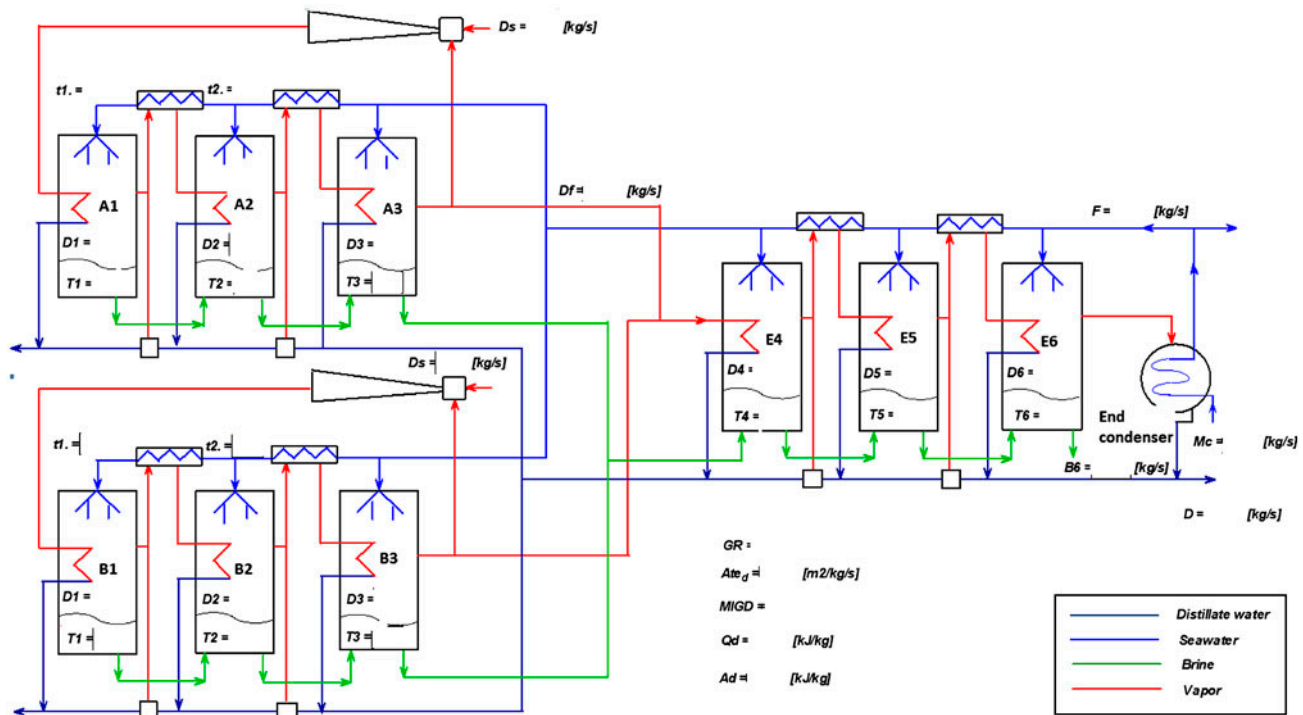 Ds = [kg/s]
t1. = t2. =
A1 A2 A3
D1 = D2 = D3 =
T1 = T2 = T3 =
Df = [kg/s]
F = [kg/s]
E4 E5 E6
D4 = D5 = D6 =
T4 = T5 = T6 =
End
condenser
Mc = [kg/s]
B6 = [kg/s]
D = [kg/s]
Ds = [kg/s]
t1. = t2. =
B1 B2 B3
D1 = D2 = D3 =
T1 = T2 = T3 =
GR =
Ate_d = [m2/kg/s]
MIGD =
Qd = [kJ/kg]
Ad = [kJ/kg]
Distillate water
Seawater
Brine
Vapor